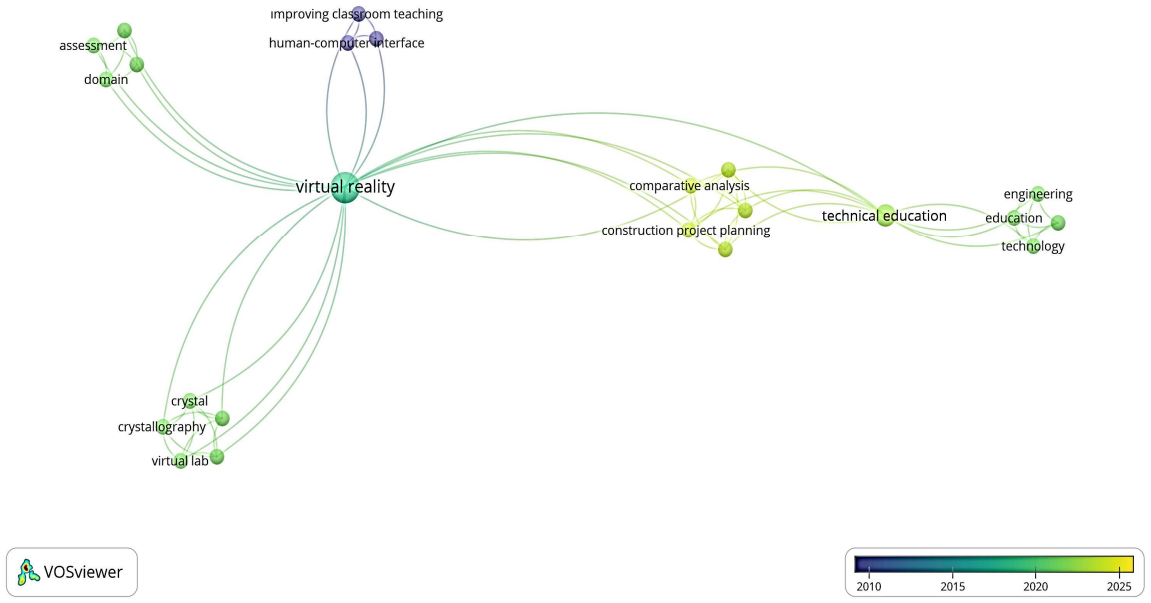 improving classroom teaching
human-computer interface
assessment
domain
virtual reality
comparative analysis
construction project planning
technical education
engineering
education
technology
crystal
crystallography
virtual lab
VOSviewer
2010
2015
2020
2025